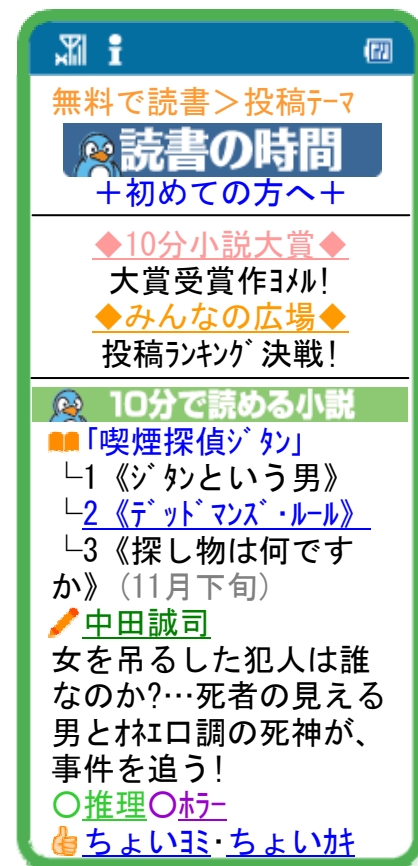 無料で読書＞投稿ﾃｰﾏ
読書の時間
＋初めての方へ＋
◆10分小説大賞◆
大賞受賞作ﾖﾒﾙ!
◆みんなの広場◆
投稿ﾗﾝｷﾝｸﾞ決戦!
10分で読める小説
「喫煙探偵ｼﾞﾀﾝ」
└1《ｼﾞﾀﾝという男》
└2《ﾃﾞｯﾄﾞﾏﾝｽﾞ･ﾙｰﾙ》
└3《探し物は何です
か》(11月下旬)
中田誠司
女を吊るした犯人は誰
なのか?…死者の見える
男とｵﾈｴ口調の死神が、
事件を追う!
○推理○ﾎﾗｰ
ちょいﾖﾐ･ちょいｶｷ